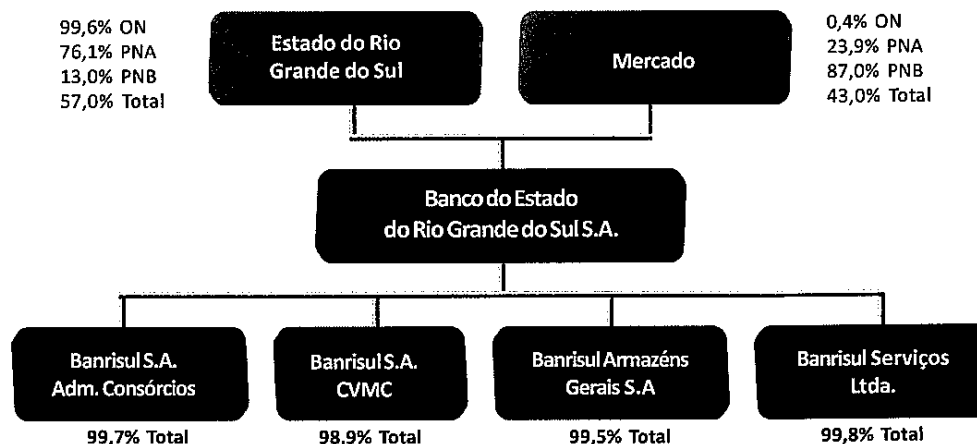 99,6% ON
76,1% PNA
13,0% PNB
57,0% Total
Estado do Rio
Grande do Sul
Mercado
0,4% ON
23,9% PNA
87,0% PNB
43,0% Total
Banco do Estado
do Rio Grande do Sul S.A.
Banrisul S.A.
Adm. Consórcios
Banrisul S.A.
CVMC
Banrisul Armazéns
Gerais S.A
Banrisul Serviços
Ltda.
99,7% Total
98,9% Total
99,5% Total
99,8% Total